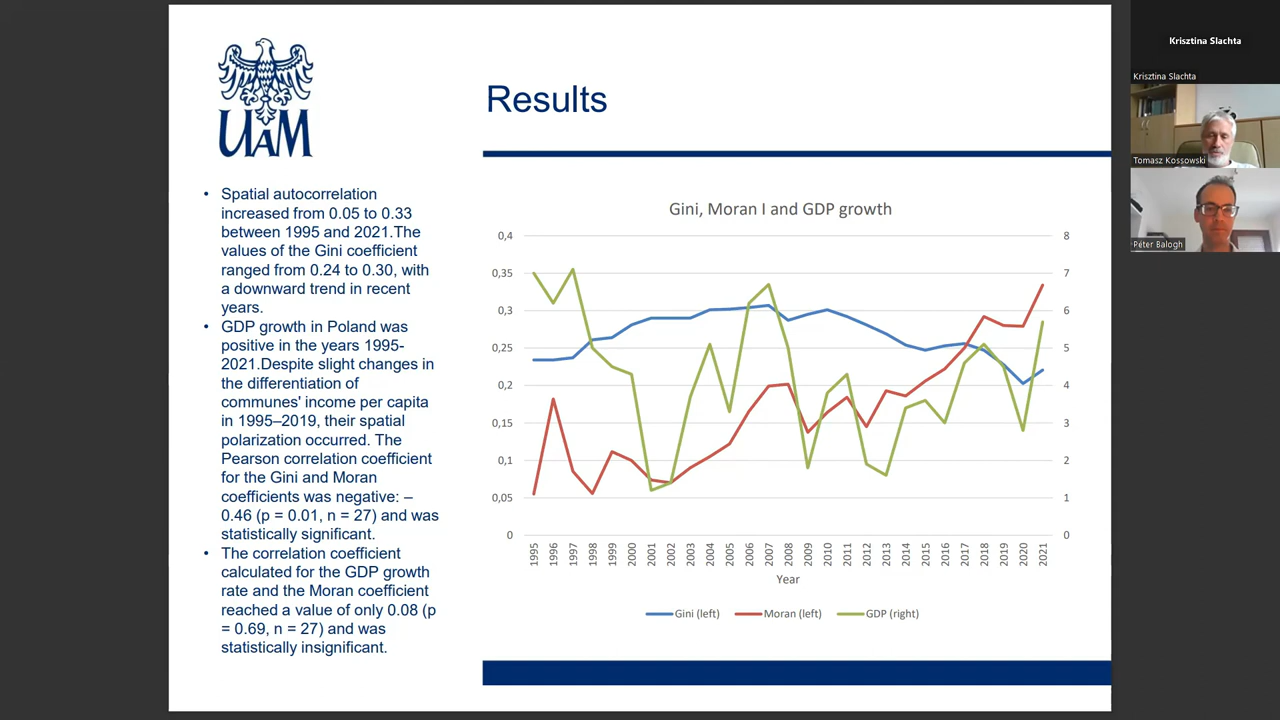 UAM
Results
• Spatial autocorrelation
increased from 0.05 to 0.33
between 1995 and 2021.The
values of the Gini coefficient
ranged from 0.24 to 0.30, with
a downward trend in recent
years.
• GDP growth in Poland was
positive in the years 1995-
2021.Despite slight changes in
the differentiation of
communes' income per capita
in 1995–2019, their spatial
polarization occurred. The
Pearson correlation coefficient
for the Gini and Moran
coefficients was negative: –
0.46 (p = 0.01, n = 27) and was
statistically significant.
• The correlation coefficient
calculated for the GDP growth
rate and the Moran coefficient
reached a value of only 0.08 (p
= 0.69, n = 27) and was
statistically insignificant.
Gini, Moran I and GDP growth
0,4
0,35
0,3
0,25
0,2
0,15
0,1
0,05
0
8
7
6
5
4
3
2
1
0
1995
1996
1997
1998
1999
2000
2001
2002
2003
2004
2005
2006
2007
2008
2009
2010
2011
2012
2013
2014
2015
2016
2017
2018
2019
2020
2021
Year
Gini (left)
Moran (left)
GDP (right)
Krisztina Slachta
Krisztina Slachta
Tomasz Kossowski
Péter Balogh